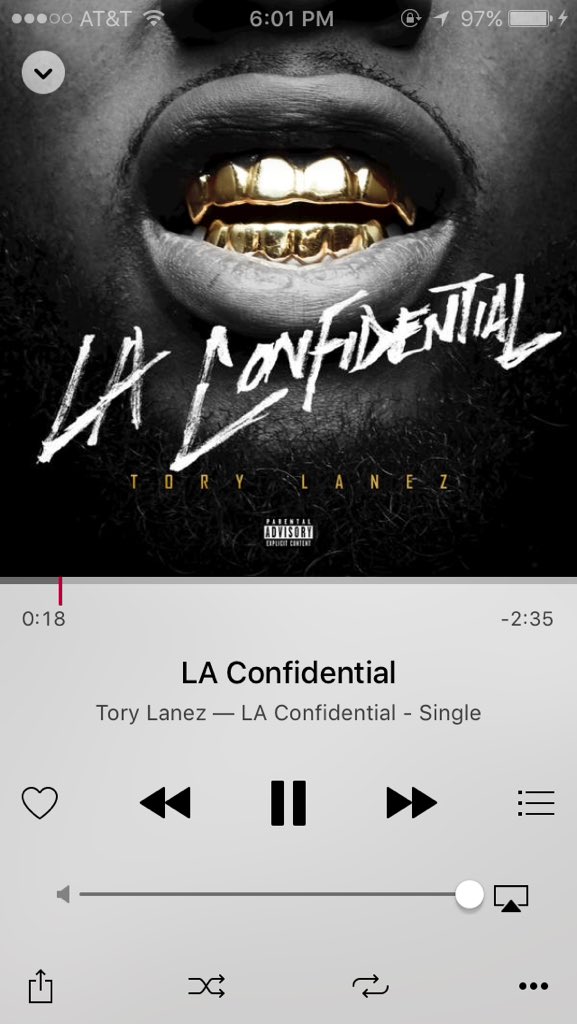 AT&T 6:01 PM 97%
LA CONFIDENTIAL
TORY LANEZ
PARENTAL
ADVISORY
EXPLICIT CONTENT
0:18 -2:35
LA Confidential
Tory Lanez — LA Confidential - Single